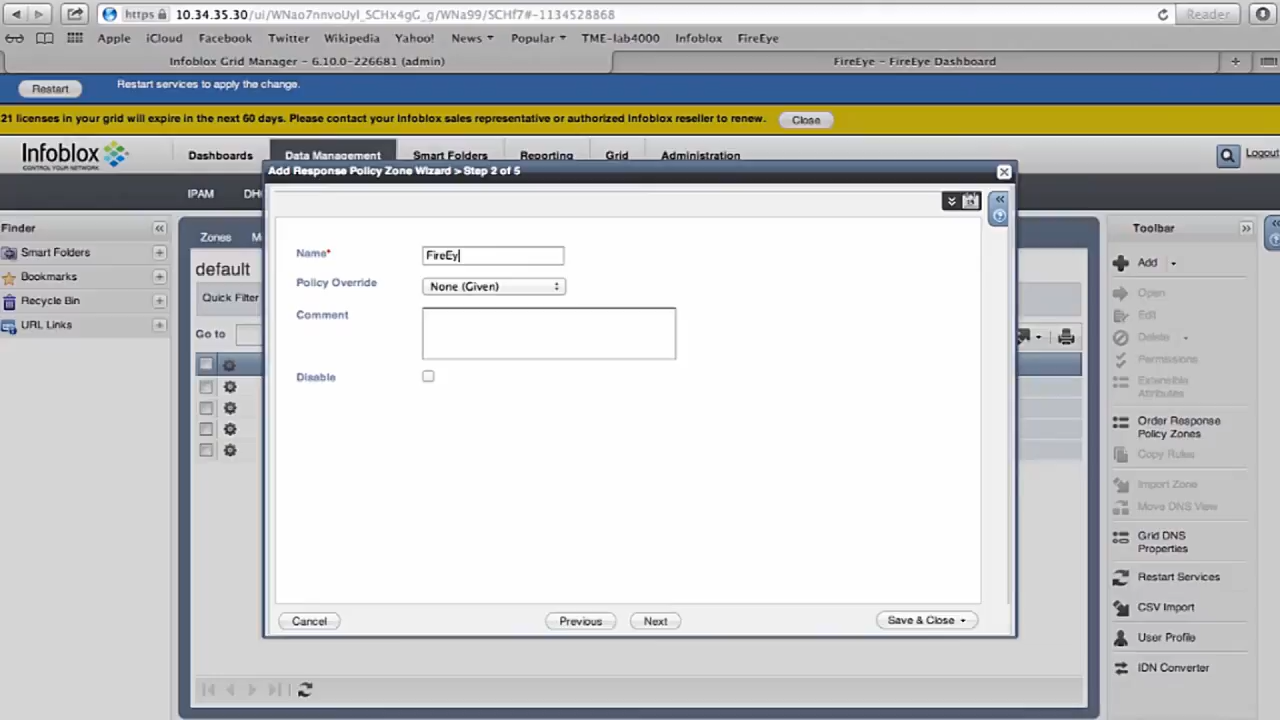 https 10.34.35.30/ui/WNao7nnvoUyI_SCHx4gG_g/WNa99/SCHf7#-1134528868 Reader
Apple iCloud Facebook Twitter Wikipedia Yahoo! News Popular TME-lab4000 Infoblox FireEye
Infoblox Grid Manager - 6.10.0-226681 (admin) FireEye - FireEye Dashboard
Restart Restart services to apply the change.
21 licenses in your grid will expire in the next 60 days. Please contact your Infoblox sales representative or authorized Infoblox reseller to renew. Close
Infoblox
CONTROL YOUR NETWORK
Dashboards Data Management Smart Folders Reporting Grid Administration Logout
Add Response Policy Zone Wizard > Step 2 of 5
IPAM DH
Finder
Smart Folders
Bookmarks
Recycle Bin
URL Links
Zones M
default
Quick Filter
Go to
Name* FireEy
Policy Override None (Given)
Comment
Disable
Cancel Previous Next Save & Close
Toolbar
Add
Open
Edit
Delete
Permissions
Extensible
Attributes
Order Response
Policy Zones
Copy Rules
Import Zone
Move DNS View
Grid DNS
Properties
Restart Services
CSV Import
User Profile
IDN Converter